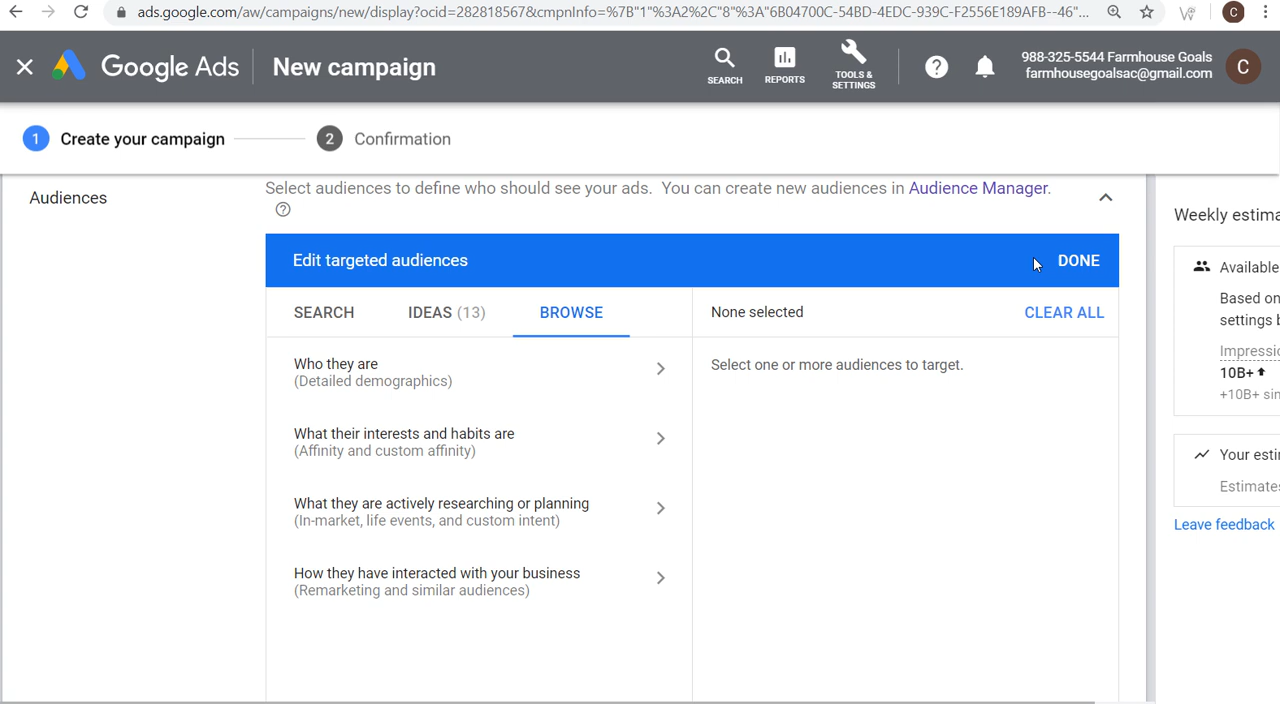 ads.google.com/aw/campaigns/new/display?ocid=282818567&cmpnInfo=%7B"1"%3A2%2C"8"%3A"6B04700C-54BD-4EDC-939C-F2556E189AFB--46"...
C
Google Ads
New campaign
SEARCH
REPORTS
TOOLS &
SETTINGS
?
988-325-5544 Farmhouse Goals
farmhousegoalsac@gmail.com
C
1 Create your campaign
2 Confirmation
Audiences
Select audiences to define who should see your ads. You can create new audiences in Audience Manager.
?
Edit targeted audiences
DONE
SEARCH
IDEAS (13)
BROWSE
None selected
CLEAR ALL
Who they are
(Detailed demographics)
What their interests and habits are
(Affinity and custom affinity)
What they are actively researching or planning
(In-market, life events, and custom intent)
How they have interacted with your business
(Remarketing and similar audiences)
Select one or more audiences to target.
Weekly estima
Available
Based on
settings b
Impressio
10B+
+10B+ sin
Your esti
Estimates
Leave feedback